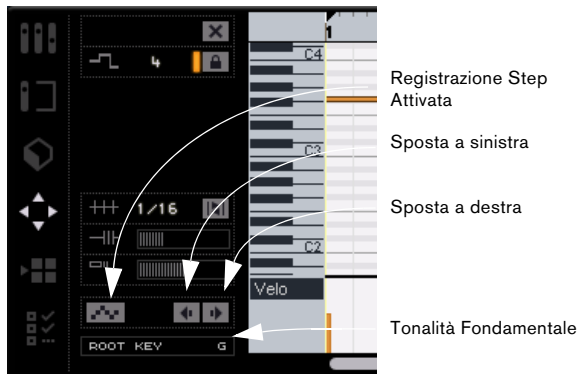 1
4
C4
Registrazione Step
Attivata
C3
Sposta a sinistra
1/16
Sposta a destra
C2
Velo
ROOT KEY G
Tonalità Fondamentale